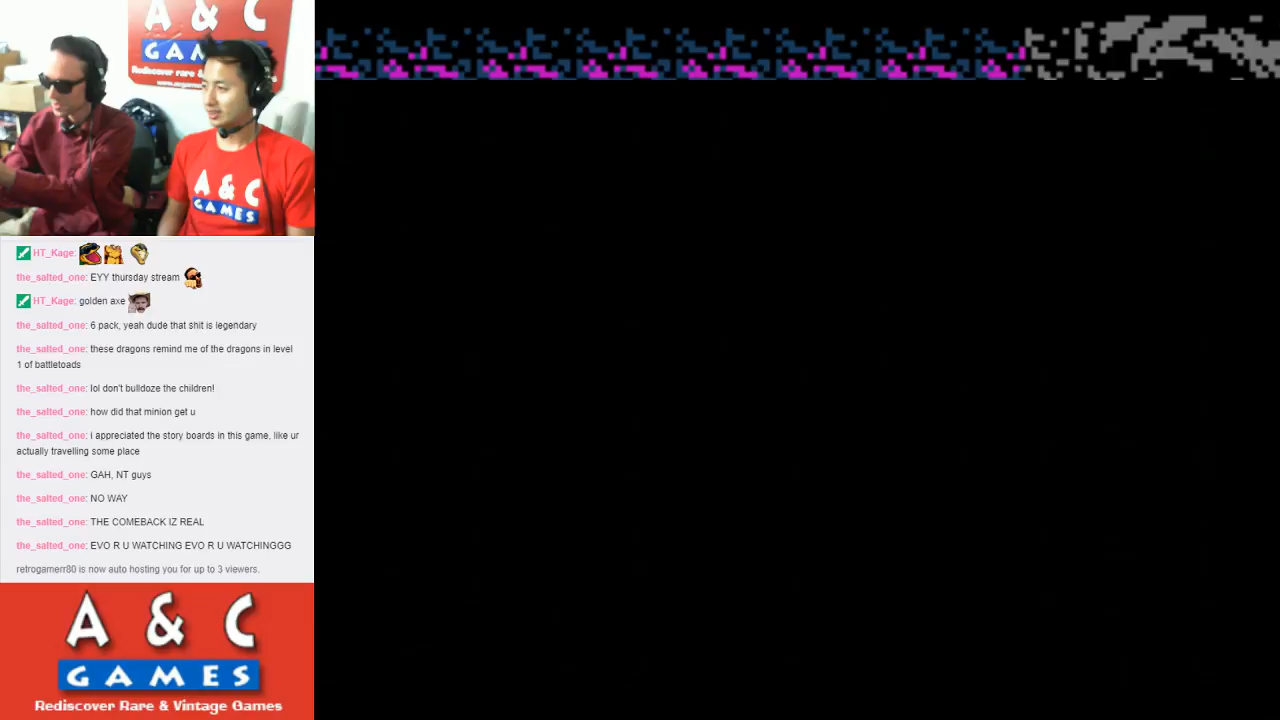 A & C
GAMES
Rediscover rare &
A & C
GAMES
HT_Kage:
the_salted_one: EYY thursday stream
HT_Kage: golden axe
the_salted_one: 6 pack, yeah dude that shit is legendary
the_salted_one: these dragons remind me of the dragons in level
1 of battletoads
the_salted_one: lol don't bulldoze the children!
the_salted_one: how did that minion get u
the_salted_one: i appreciated the story boards in this game, like ur
actually travelling some place
the_salted_one: GAH, NT guys
the_salted_one: NO WAY
the_salted_one: THE COMEBACK IZ REAL
the_salted_one: EVO R U WATCHING EVO R U WATCHINGGG
retrogamerr80 is now auto hosting you for up to 3 viewers.
A & C
GAMES
Rediscover Rare & Vintage Games